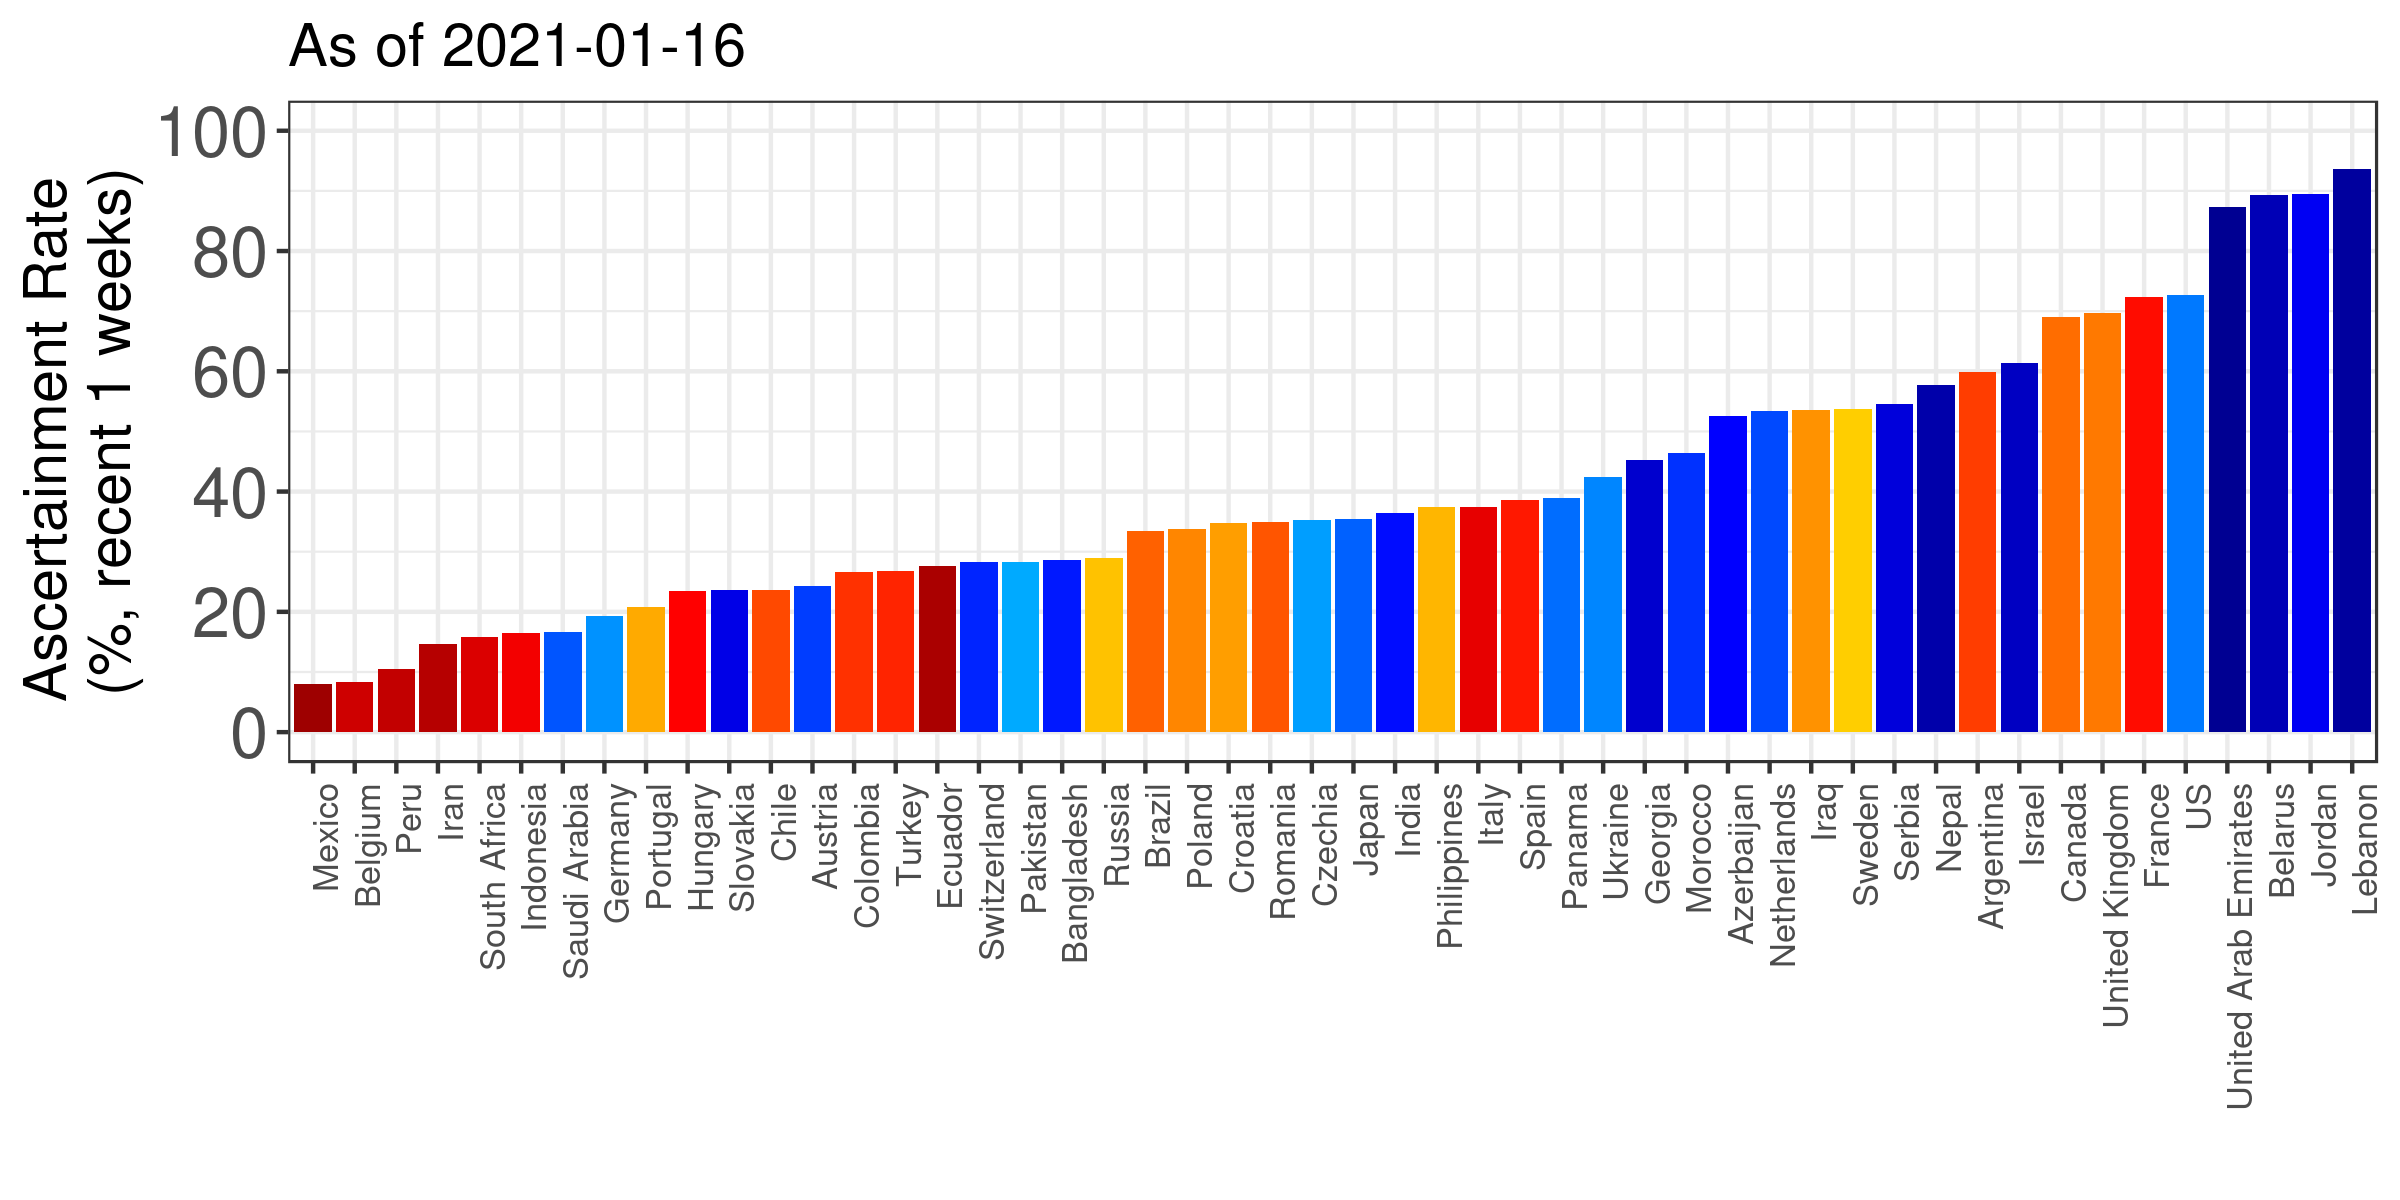 As of 2021-01-16
Ascertainment Rate
(%, recent 1 weeks)
100
80
60
40
20
0
Mexico
Belgium
Peru
Iran
South Africa
Indonesia
Saudi Arabia
Germany
Portugal
Hungary
Slovakia
Chile
Austria
Colombia
Turkey
Ecuador
Switzerland
Pakistan
Bangladesh
Russia
Brazil
Poland
Croatia
Romania
Czechia
Japan
India
Philippines
Italy
Spain
Panama
Ukraine
Georgia
Morocco
Azerbaijan
Netherlands
Iraq
Sweden
Serbia
Nepal
Argentina
Israel
Canada
United Kingdom
France
US
United Arab Emirates
Belarus
Jordan
Lebanon